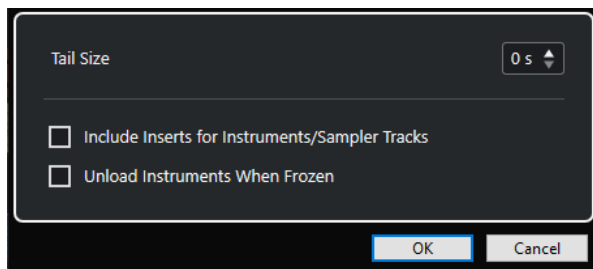 Tail Size
0 s
Include Inserts for Instruments/Sampler Tracks
Unload Instruments When Frozen
OK
Cancel